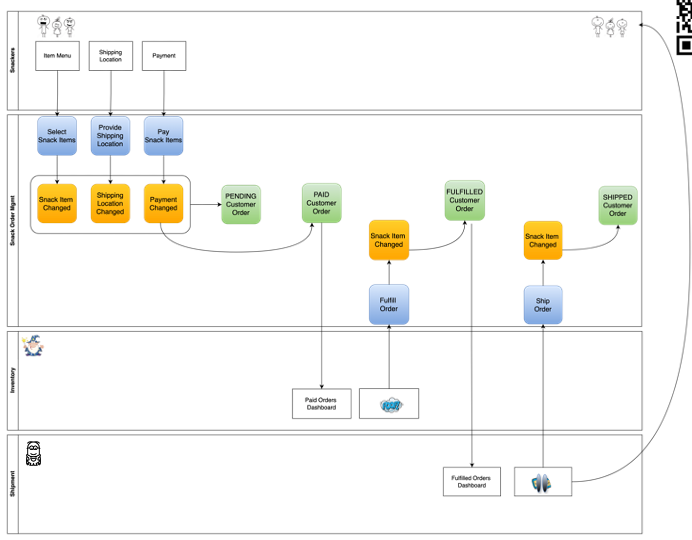 Snackers
Item Menu
Shipping
Location
Payment
Snack Order Mgmt
Select
Snack Items
Provide
Shipping
Location
Pay
Snack Items
Snack Item
Changed
Shipping
Location
Changed
Payment
Changed
PENDING
Customer
Order
PAID
Customer
Order
Snack Item
Changed
FULFILLED
Customer
Order
Snack Item
Changed
SHIPPED
Customer
Order
Fulfill
Order
Ship
Order
Inventory
Paid Orders
Dashboard
Shipment
Fulfilled Orders
Dashboard